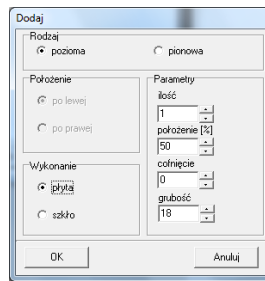 Dodaj
Rodzaj
pozioma
pionowa
Położenie
po lewej
po prawej
Parametry
ilość
1
położenie [%]
50
cofnięcie
0
grubość
18
Wykonanie
płyta
szkło
OK
Anuluj